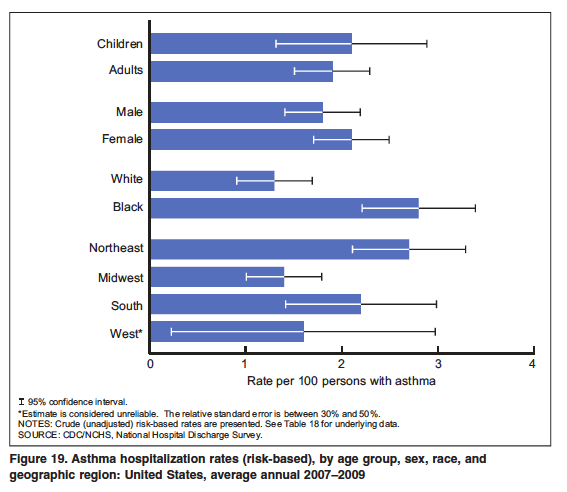 Children
Adults
Male
Female
White
Black
Northeast
Midwest
South
West*
0 1 2 3 4
Rate per 100 persons with asthma
95% confidence interval.
*Estimate is considered unreliable. The relative standard error is between 30% and 50%.
NOTES: Crude (unadjusted) risk-based rates are presented. See Table 18 for underlying data.
SOURCE: CDC/NCHS, National Hospital Discharge Survey.
Figure 19. Asthma hospitalization rates (risk-based), by age group, sex, race, and
geographic region: United States, average annual 2007–2009